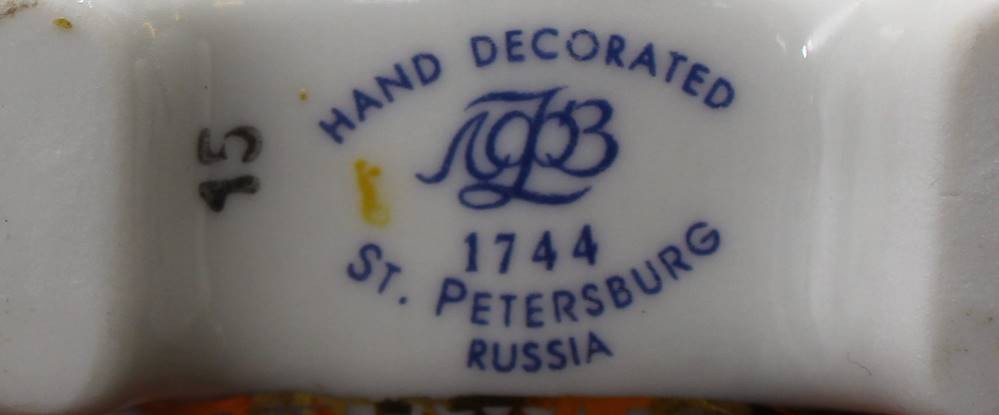 HAND DECORATED
ЛФЗ
1744
ST. PETERSBURG
RUSSIA
15